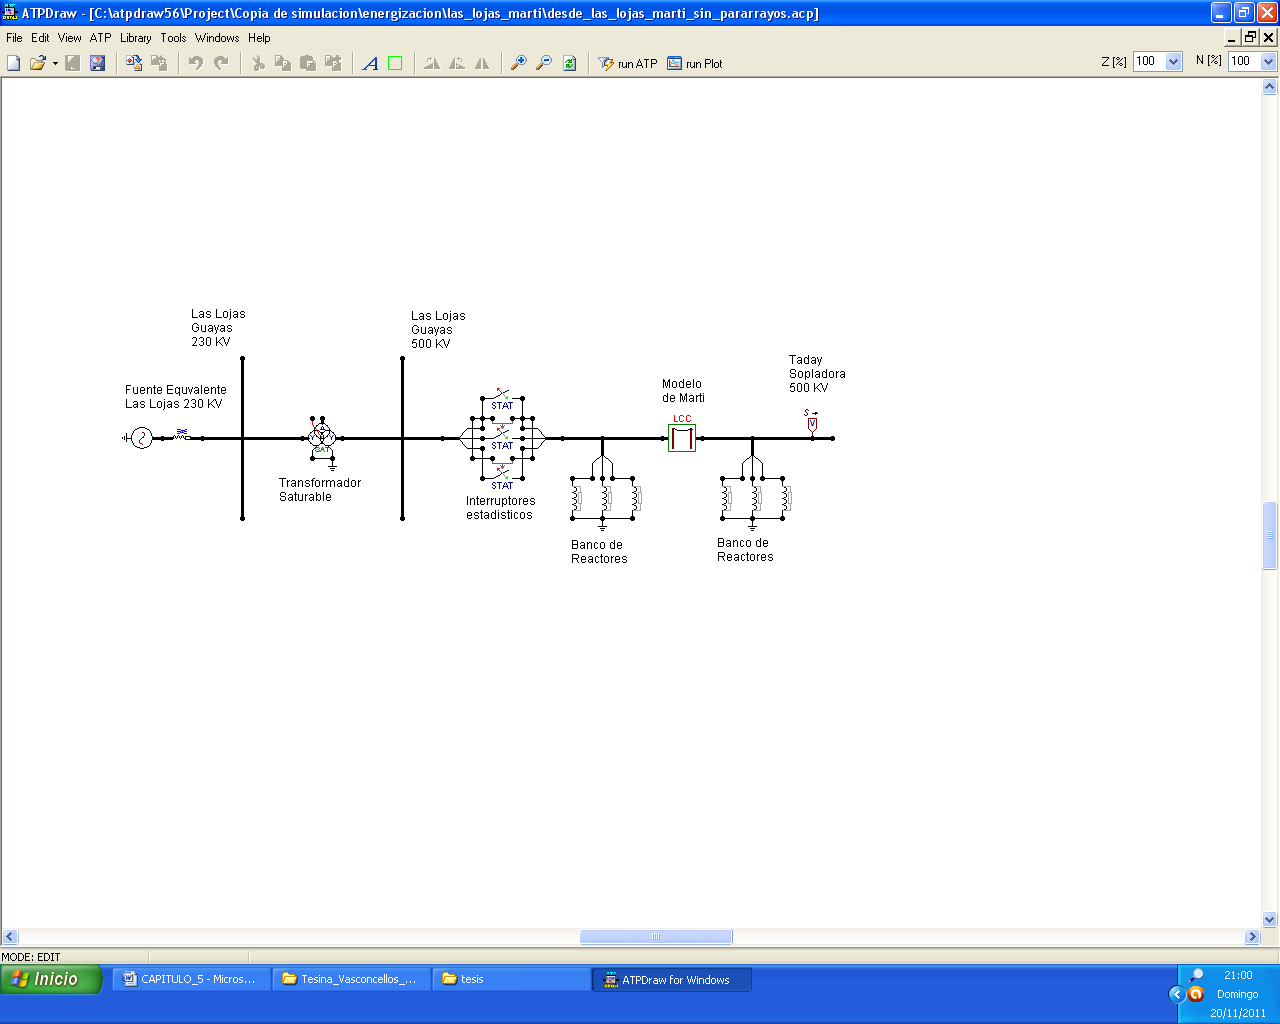 ATPDraw - [C:\atpdraw56\Project\Copia de simulacion\energizacion\las_lojas_marti\desde_las_lojas_marti_sin_pararrayos.acp]
File Edit View ATP Library Tools Windows Help
run ATP run Plot Z [%] 100 N [%] 100
Las Lojas
Guayas
230 KV
Las Lojas
Guayas
500 KV
Taday
Sopladora
500 KV
Fuente Equvalente
Las Lojas 230 KV
Modelo
de Marti
STAT
STAT
STAT
LCC
S
V
SAT
Transformador
Saturable
Interruptores
estadisticos
Banco de
Reactores
Banco de
Reactores
MODE: EDIT
Inicio
CAPITULO_5 - Micros...
Tesina_Vasconcellos_...
tesis
ATPDraw for Windows
21:00
Domingo
20/11/2011